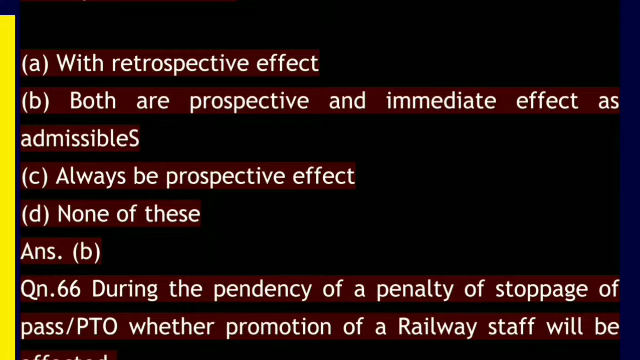 (a) With retrospective effect
(b) Both are prospective and immediate effect as
admissibleS
(c) Always be prospective effect
(d) None of these
Ans. (b)
Qn.66 During the pendency of a penalty of stoppage of
pass/PTO whether promotion of a Railway staff will be
affected